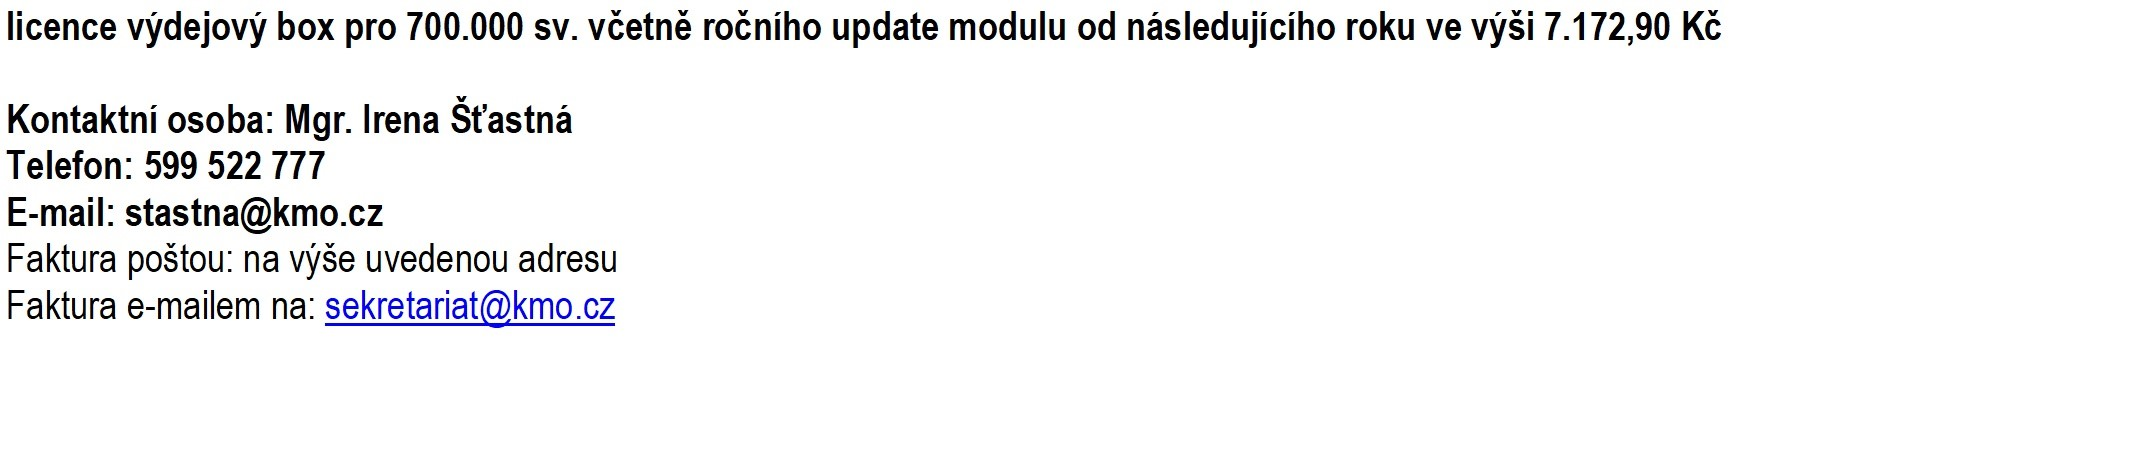 licence výdejový box pro 700.000 sv. včetně ročního update modulu od následujícího roku ve výši 7.172,90 Kč
Kontaktní osoba: Mgr. Irena Šťastná
Telefon: 599 522 777
E-mail: stastna@kmo.cz
Faktura poštou: na výše uvedenou adresu
Faktura e-mailem na: sekretariat@kmo.cz